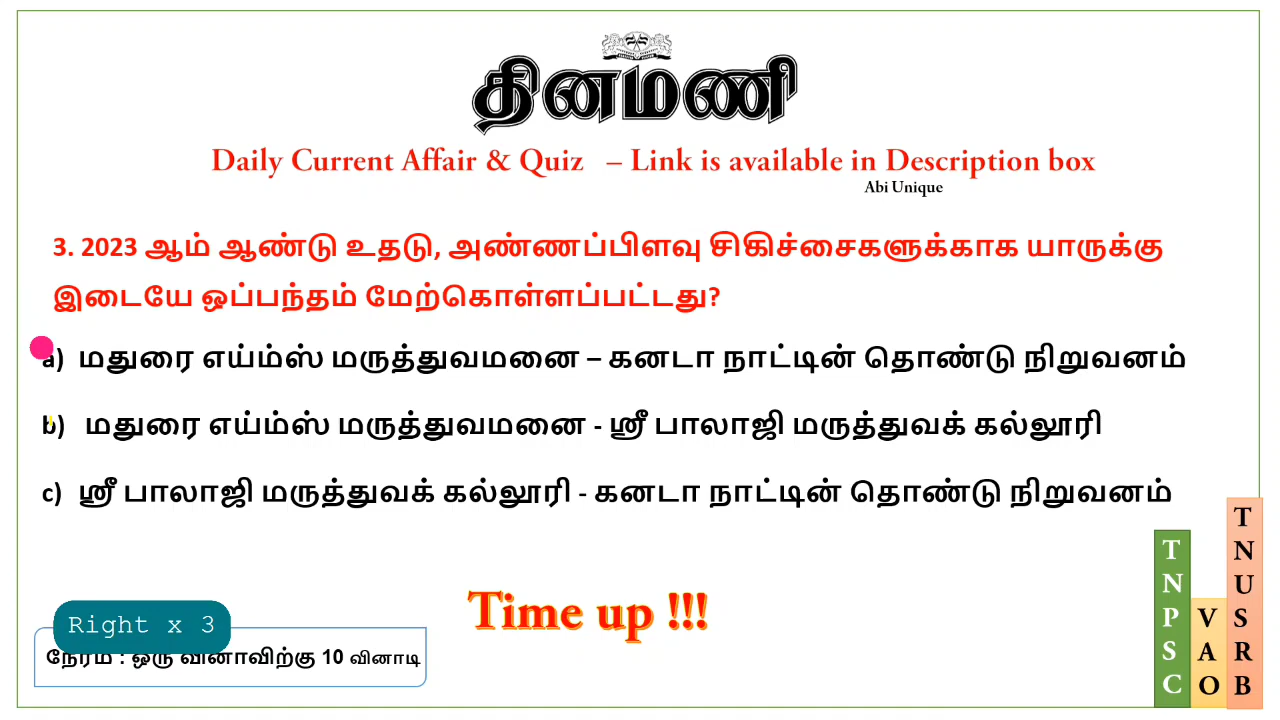 தினமணி
Daily Current Affair & Quiz – Link is available in Description box
Abi Unique
3. 2023 ஆம் ஆண்டு உதடு, அண்ணப்பிளவு சிகிச்சைகளுக்காக யாருக்கு
இடையே ஒப்பந்தம் மேற்கொள்ளப்பட்டது?
a) மதுரை எய்ம்ஸ் மருத்துவமனை – கனடா நாட்டின் தொண்டு நிறுவனம்
b) மதுரை எய்ம்ஸ் மருத்துவமனை - ஸ்ரீ பாலாஜி மருத்துவக் கல்லூரி
c) ஸ்ரீ பாலாஜி மருத்துவக் கல்லூரி - கனடா நாட்டின் தொண்டு நிறுவனம்
Time up !!!
Right x 3
நேரம் : ஒரு வினாவிற்கு 10 வினாடி
TNPSC
VAO
TNUSRB